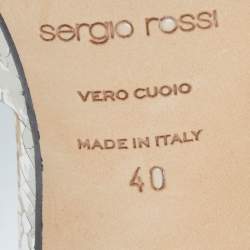 sergio rossi
VERO CUOIO
MADE IN ITALY
40